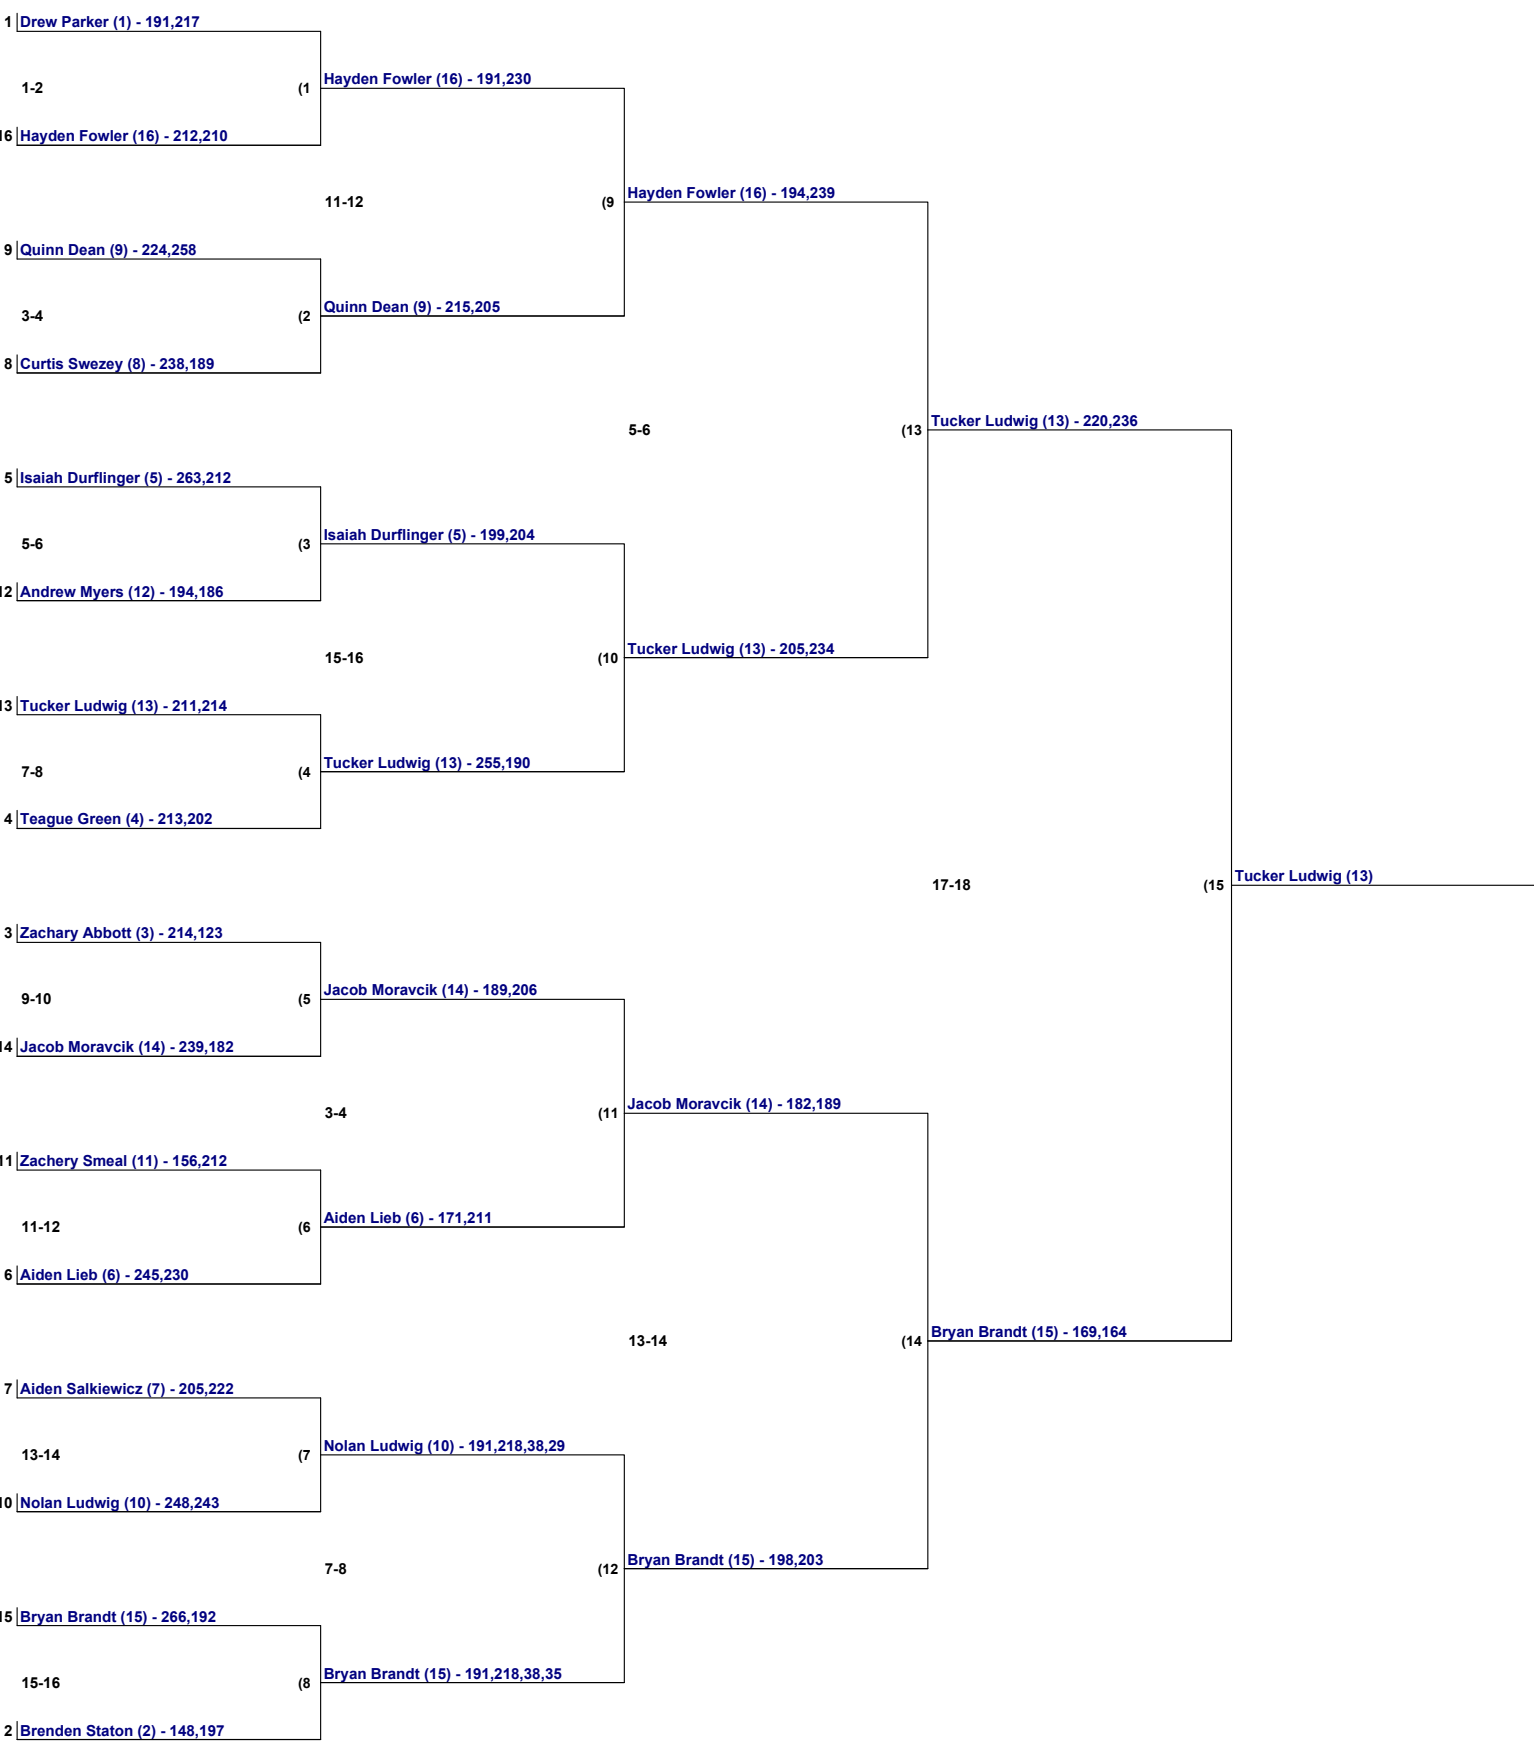 1 Drew Parker (1) - 191,217
Hayden Fowler (16) - 191,230
1-2 (1
16 Hayden Fowler (16) - 212,210
Hayden Fowler (16) - 194,239
11-12 (9
9 Quinn Dean (9) - 224,258
Quinn Dean (9) - 215,205
3-4 (2
8 Curtis Swezey (8) - 238,189
Tucker Ludwig (13) - 220,236
5-6 (13
5 Isaiah Durflinger (5) - 263,212
Isaiah Durflinger (5) - 199,204
5-6 (3
12 Andrew Myers (12) - 194,186
Tucker Ludwig (13) - 205,234
15-16 (10
13 Tucker Ludwig (13) - 211,214
Tucker Ludwig (13) - 255,190
7-8 (4
4 Teague Green (4) - 213,202
Tucker Ludwig (13)
17-18 (15
3 Zachary Abbott (3) - 214,123
Jacob Moravcik (14) - 189,206
9-10 (5
14 Jacob Moravcik (14) - 239,182
Jacob Moravcik (14) - 182,189
3-4 (11
11 Zachery Smeal (11) - 156,212
Aiden Lieb (6) - 171,211
11-12 (6
6 Aiden Lieb (6) - 245,230
Bryan Brandt (15) - 169,164
13-14 (14
7 Aiden Salkiewicz (7) - 205,222
Nolan Ludwig (10) - 191,218,38,29
13-14 (7
10 Nolan Ludwig (10) - 248,243
Bryan Brandt (15) - 198,203
7-8 (12
15 Bryan Brandt (15) - 266,192
Bryan Brandt (15) - 191,218,38,35
15-16 (8
2 Brenden Staton (2) - 148,197